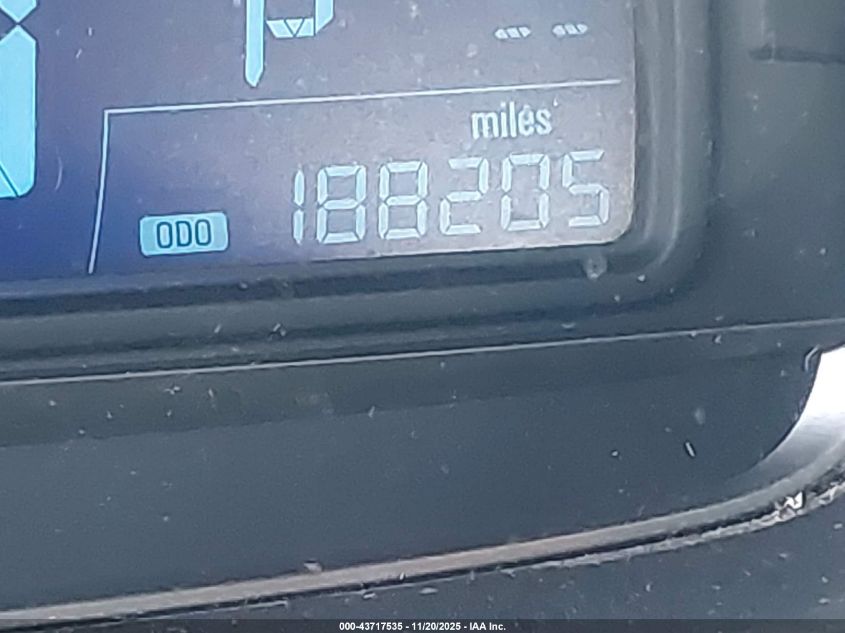 P
-- --
miles
ODO 188205
000-43717535 - 11/20/2025 - IAA Inc.